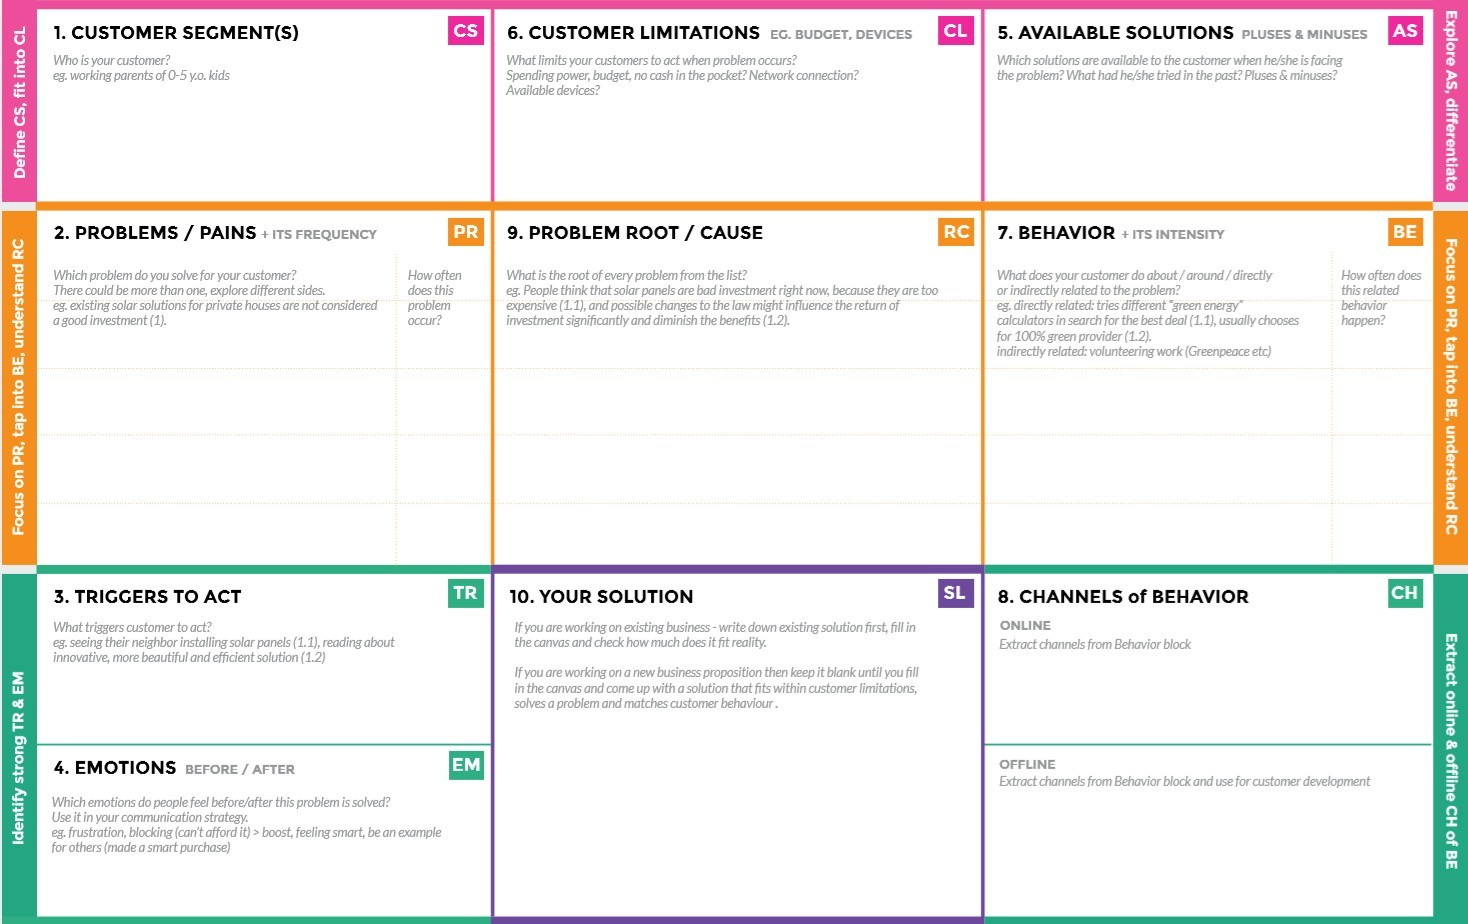 Define CS, fit into CL
1. CUSTOMER SEGMENT(S)
CS
Who is your customer?
eg. working parents of 0-5 y.o. kids
6. CUSTOMER LIMITATIONS EG. BUDGET, DEVICES
CL
What limits your customers to act when problem occurs?
Spending power, budget, no cash in the pocket? Network connection?
Available devices?
5. AVAILABLE SOLUTIONS PLUSES & MINUSES
AS
Which solutions are available to the customer when he/she is facing
the problem? What had he/she tried in the past? Pluses & minuses?
Explore AS, differentiate
Focus on PR, tap into BE, understand RC
2. PROBLEMS / PAINS + ITS FREQUENCY
PR
Which problem do you solve for your customer?
There could be more than one, explore different sides.
eg. existing solar solutions for private houses are not considered
a good investment (1).
How often
does this
problem
occur?
9. PROBLEM ROOT / CAUSE
RC
What is the root of every problem from the list?
eg. People think that solar panels are bad investment right now, because they are too
expensive (1.1), and possible changes to the law might influence the return of
investment significantly and diminish the benefits (1.2).
7. BEHAVIOR + ITS INTENSITY
BE
What does your customer do about / around / directly
or indirectly related to the problem?
eg. directly related: tries different "green energy"
calculators in search for the best deal (1.1), usually chooses
for 100% green provider (1.2).
indirectly related: volunteering work (Greenpeace etc)
How often does
this related
behavior
happen?
Focus on PR, tap into BE, understand RC
Identify strong TR & EM
3. TRIGGERS TO ACT
TR
What triggers customer to act?
eg. seeing their neighbor installing solar panels (1.1), reading about
innovative, more beautiful and efficient solution (1.2)
4. EMOTIONS BEFORE / AFTER
EM
Which emotions do people feel before/after this problem is solved?
Use it in your communication strategy.
eg. frustration, blocking (can't afford it) > boost, feeling smart, be an example
for others (made a smart purchase)
10. YOUR SOLUTION
SL
If you are working on existing business - write down existing solution first, fill in
the canvas and check how much does it fit reality.
If you are working on a new business proposition then keep it blank until you fill
in the canvas and come up with a solution that fits within customer limitations,
solves a problem and matches customer behaviour .
8. CHANNELS of BEHAVIOR
CH
ONLINE
Extract channels from Behavior block
OFFLINE
Extract channels from Behavior block and use for customer development
Extract online & offline CH of BE